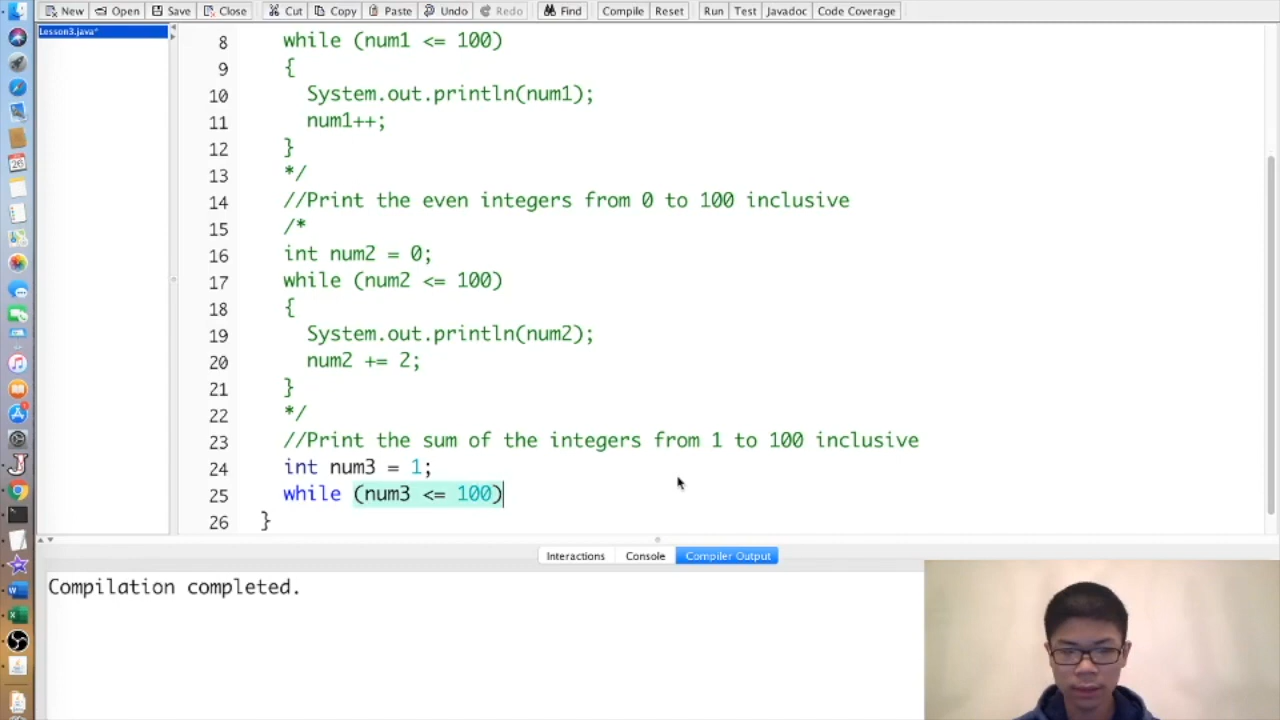 New Open Save Close Cut Copy Paste Undo Redo Find Compile Reset Run Test Javadoc Code Coverage
Lesson3.java*
8 while (num1 <= 100)
9 {
10 System.out.println(num1);
11 num1++;
12 }
13 */
14 //Print the even integers from 0 to 100 inclusive
15 /*
16 int num2 = 0;
17 while (num2 <= 100)
18 {
19 System.out.println(num2);
20 num2 += 2;
21 }
22 */
23 //Print the sum of the integers from 1 to 100 inclusive
24 int num3 = 1;
25 while (num3 <= 100)
26 }
Interactions Console Compiler Output
Compilation completed.